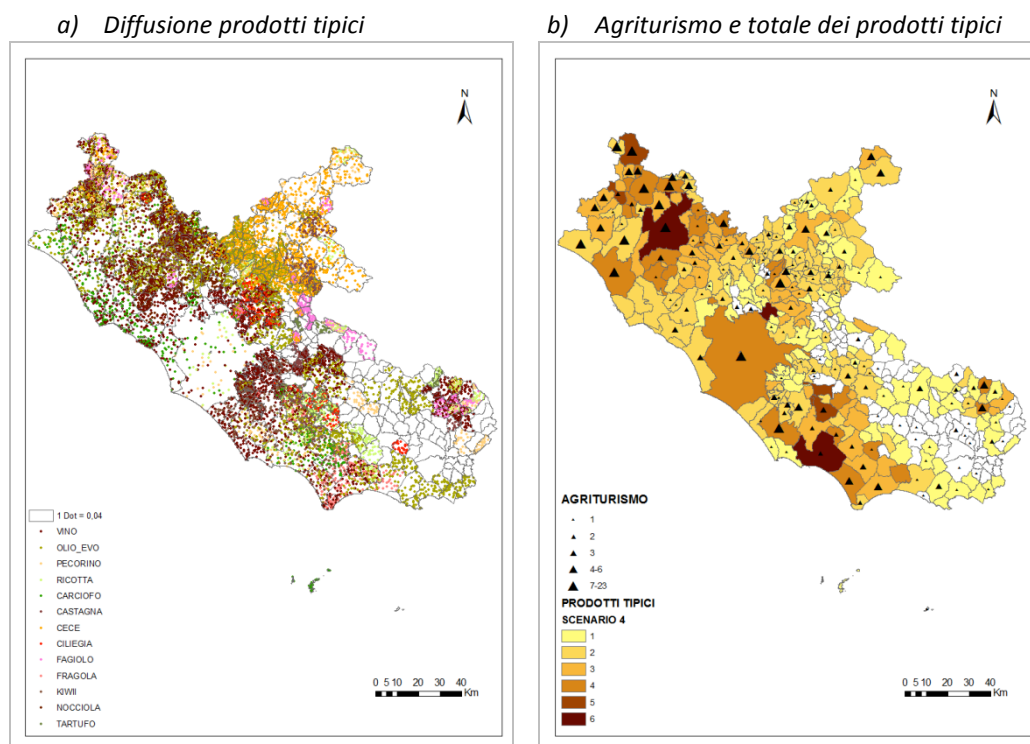 a) Diffusione prodotti tipici
N
1 Dot = 0,04
VINO
OLIO_EVO
PECORINO
RICOTTA
CARCIOFO
CASTAGNA
CECE
CILIEGIA
FAGIOLO
FRAGOLA
KIWII
NOCCIOLA
TARTUFO
0 5 10 20 30 40
Km
b) Agriturismo e totale dei prodotti tipici
N
AGRITURISMO
1
2
3
4-6
7-23
PRODOTTI TIPICI
SCENARIO 4
1
2
3
4
5
6
0 5 10 20 30 40
Km